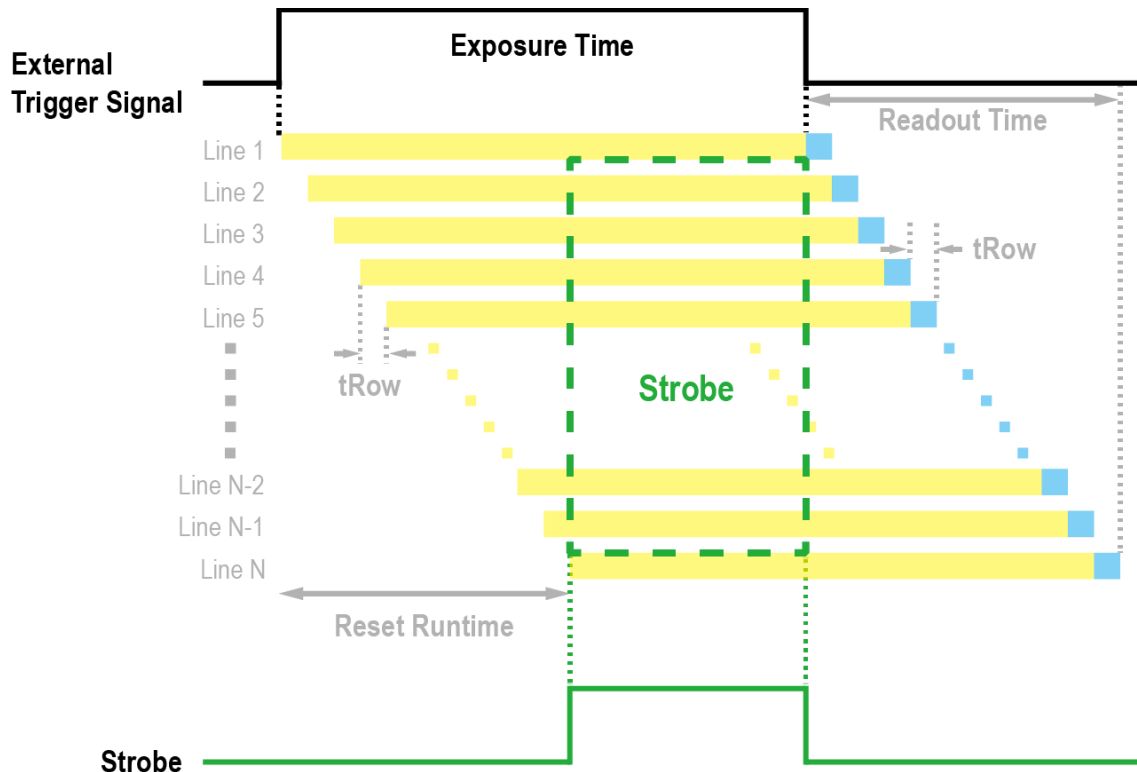 Exposure Time
External
Trigger Signal
Readout Time
Line 1
Line 2
Line 3
tRow
Line 4
Line 5
tRow
Strobe
Line N-2
Line N-1
Line N
Reset Runtime
Strobe